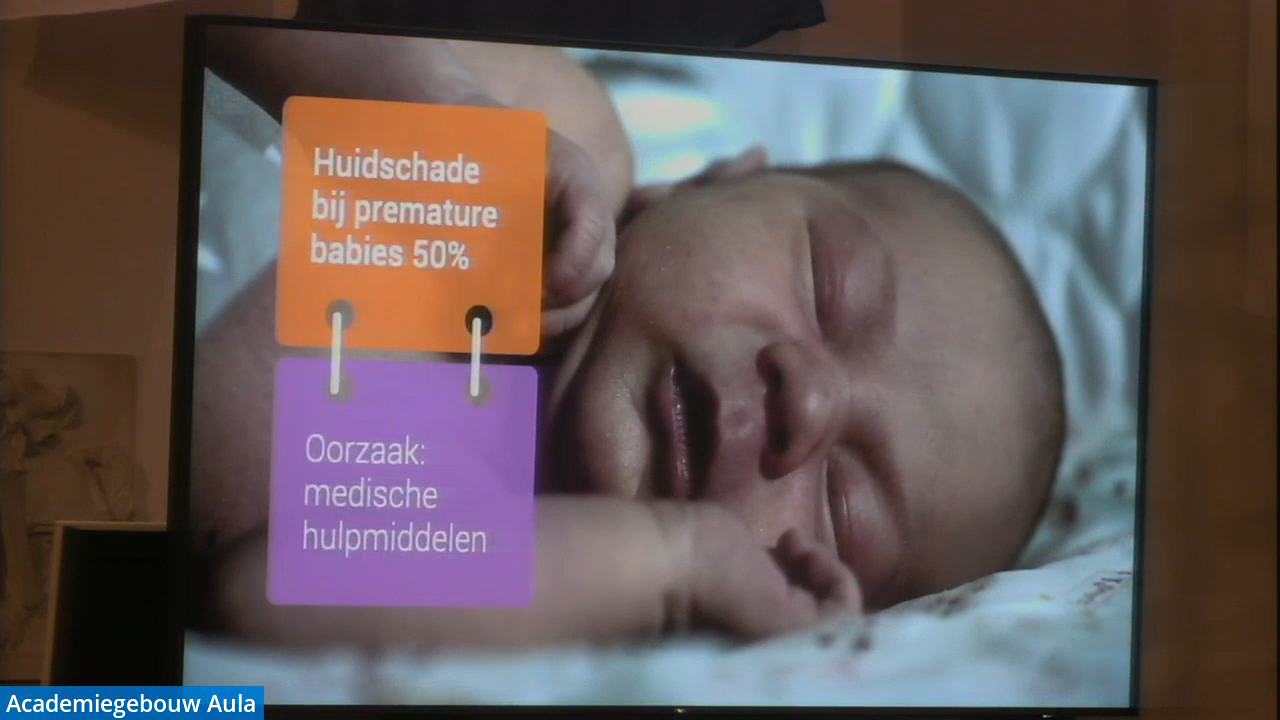 Huidschade
bij premature
babies 50%
Oorzaak:
medische
hulpmiddelen
Academiegebouw Aula